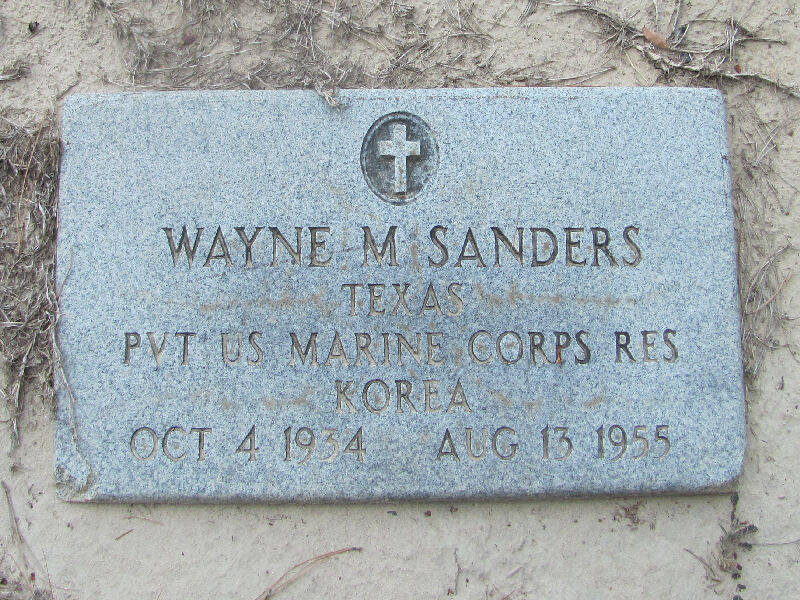 WAYNE M SANDERS
TEXAS
PVT US MARINE CORPS RES
KOREA
OCT 4 1934 AUG 13 1955